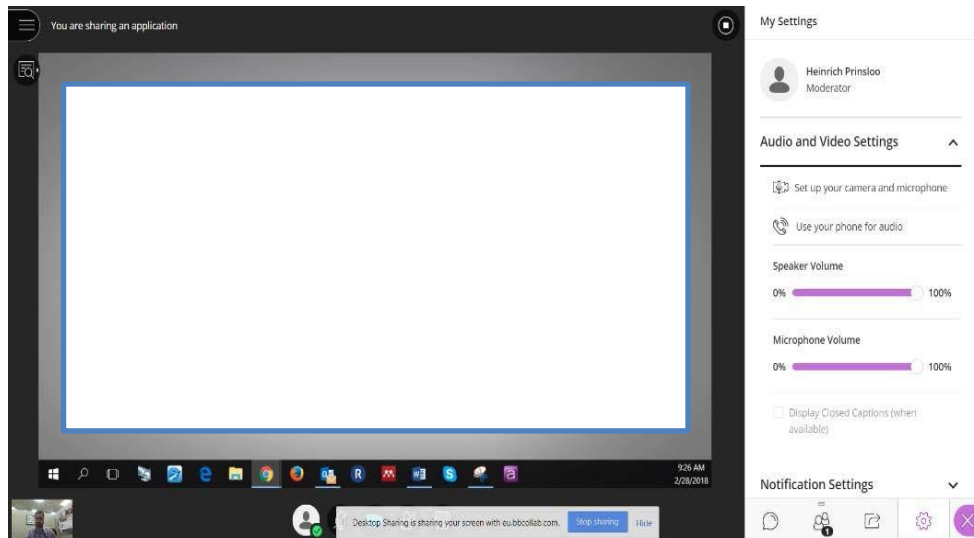 You are sharing an application
My Settings
Heinrich Prinsloo
Moderator
Audio and Video Settings
Set up your camera and microphone
Use your phone for audio
Speaker Volume
0% 100%
Microphone Volume
0% 100%
Display Closed Captions (when
available)
Notification Settings
9:26 AM
2/28/2018
Desktop Sharing is sharing your screen with eu.bbcollab.com. Stop sharing Hide
1